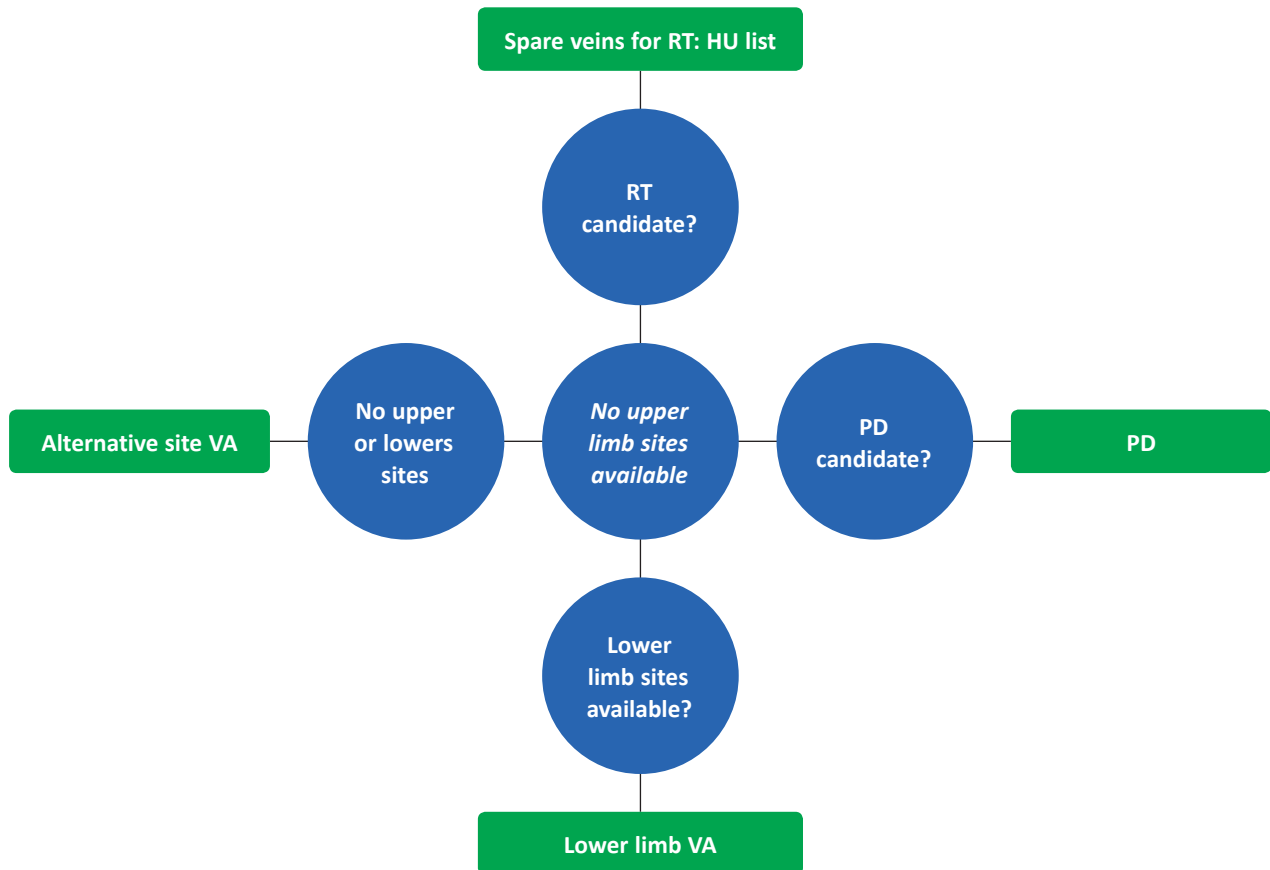 Spare veins for RT: HU list
RT
candidate?
Alternative site VA
No upper
or lowers
sites
No upper
limb sites
available
PD
candidate?
PD
Lower
limb sites
available?
Lower limb VA